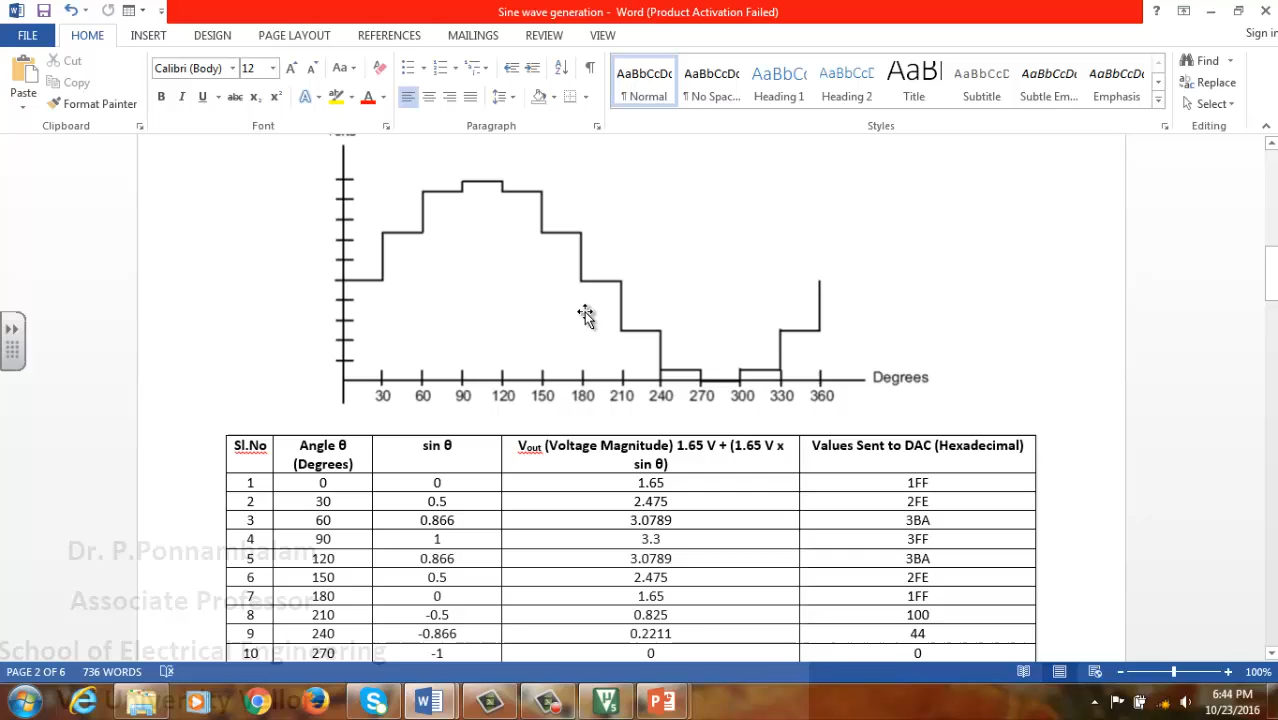 Sine wave generation - Word (Product Activation Failed)
FILE HOME INSERT DESIGN PAGE LAYOUT REFERENCES MAILINGS REVIEW VIEW Sign in
Paste Cut Copy Format Painter
Calibri (Body) 12
AaBbCcDc AaBbCcDc AaBbCc AaBbCc AaBl AaBbCcD AaBbCcDc AaBbCcDc
¶ Normal ¶ No Spac... Heading 1 Heading 2 Title Subtitle Subtle Em... Emphasis
Find Replace Select
Clipboard Font Paragraph Styles Editing
Degrees
30 60 90 120 150 180 210 240 270 300 330 360
Sl.No Angle θ (Degrees) sin θ Vout (Voltage Magnitude) 1.65 V + (1.65 V x sin θ) Values Sent to DAC (Hexadecimal)
1 0 0 1.65 1FF
2 30 0.5 2.475 2FE
3 60 0.866 3.0789 3BA
4 90 1 3.3 3FF
5 120 0.866 3.0789 3BA
6 150 0.5 2.475 2FE
7 180 0 1.65 1FF
8 210 -0.5 0.825 100
9 240 -0.866 0.2211 44
10 270 -1 0 0
Dr. P.Ponnambalam
Associate Professor
School of Electrical Engineering
University Vellore
PAGE 2 OF 6 736 WORDS 100%
6:44 PM
10/23/2016